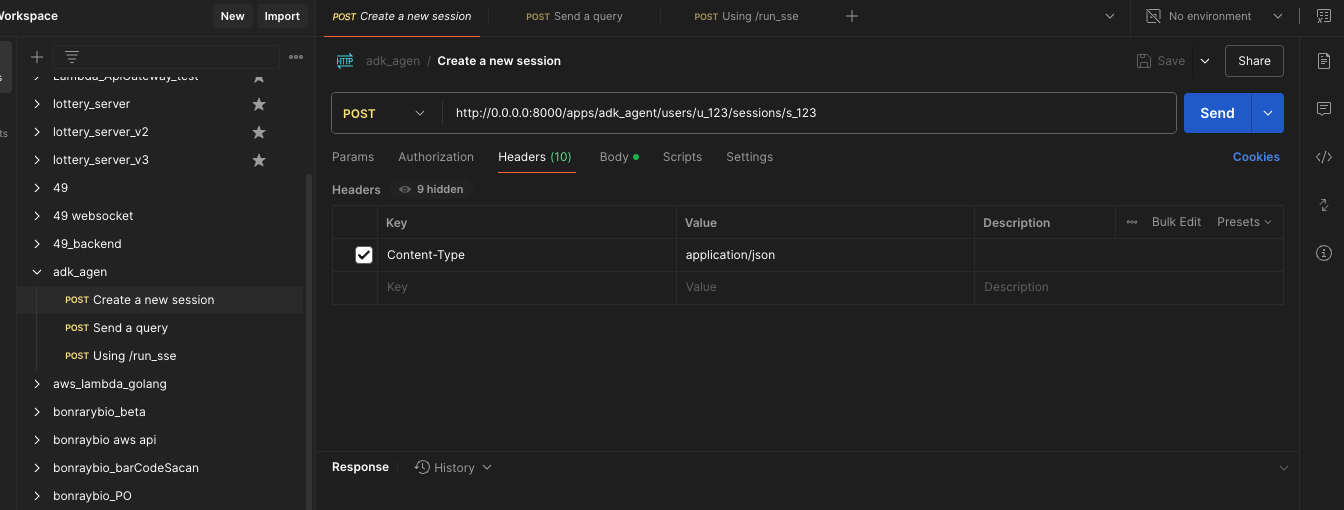 Workspace
New
Import
POST Create a new session
POST Send a query
POST Using /run_sse
No environment
HTTP
adk_agen / Create a new session
Save
Share
POST
http://0.0.0.0:8000/apps/adk_agent/users/u_123/sessions/s_123
Send
Params
Authorization
Headers (10)
Body
Scripts
Settings
Cookies
Headers
9 hidden
Key
Value
Description
Bulk Edit
Presets
Content-Type
application/json
Key
Value
Description
Response
History
Lambda_ApiGateway_test
lottery_server
lottery_server_v2
lottery_server_v3
49
49 websocket
49_backend
adk_agen
POST Create a new session
POST Send a query
POST Using /run_sse
aws_lambda_golang
bonrarybio_beta
bonraybio aws api
bonraybio_barCodeSacan
bonraybio_PO